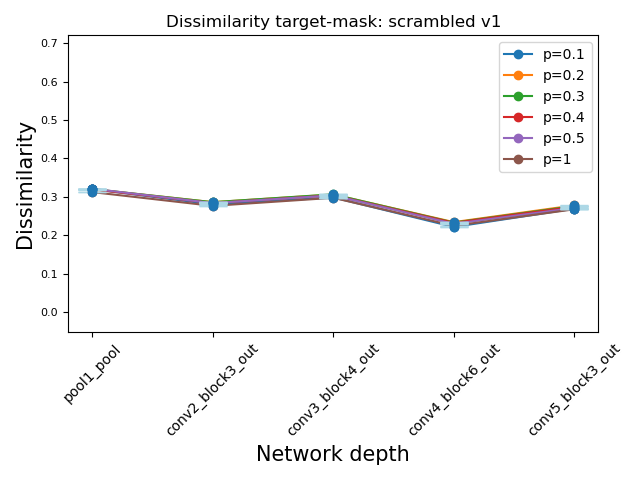 Dissimilarity target-mask: scrambled v1
Dissimilarity
0.7
0.6
0.5
0.4
0.3
0.2
0.1
0.0
p=0.1
p=0.2
p=0.3
p=0.4
p=0.5
p=1
pool1_pool
conv2_block3_out
conv3_block4_out
conv4_block6_out
conv5_block3_out
Network depth